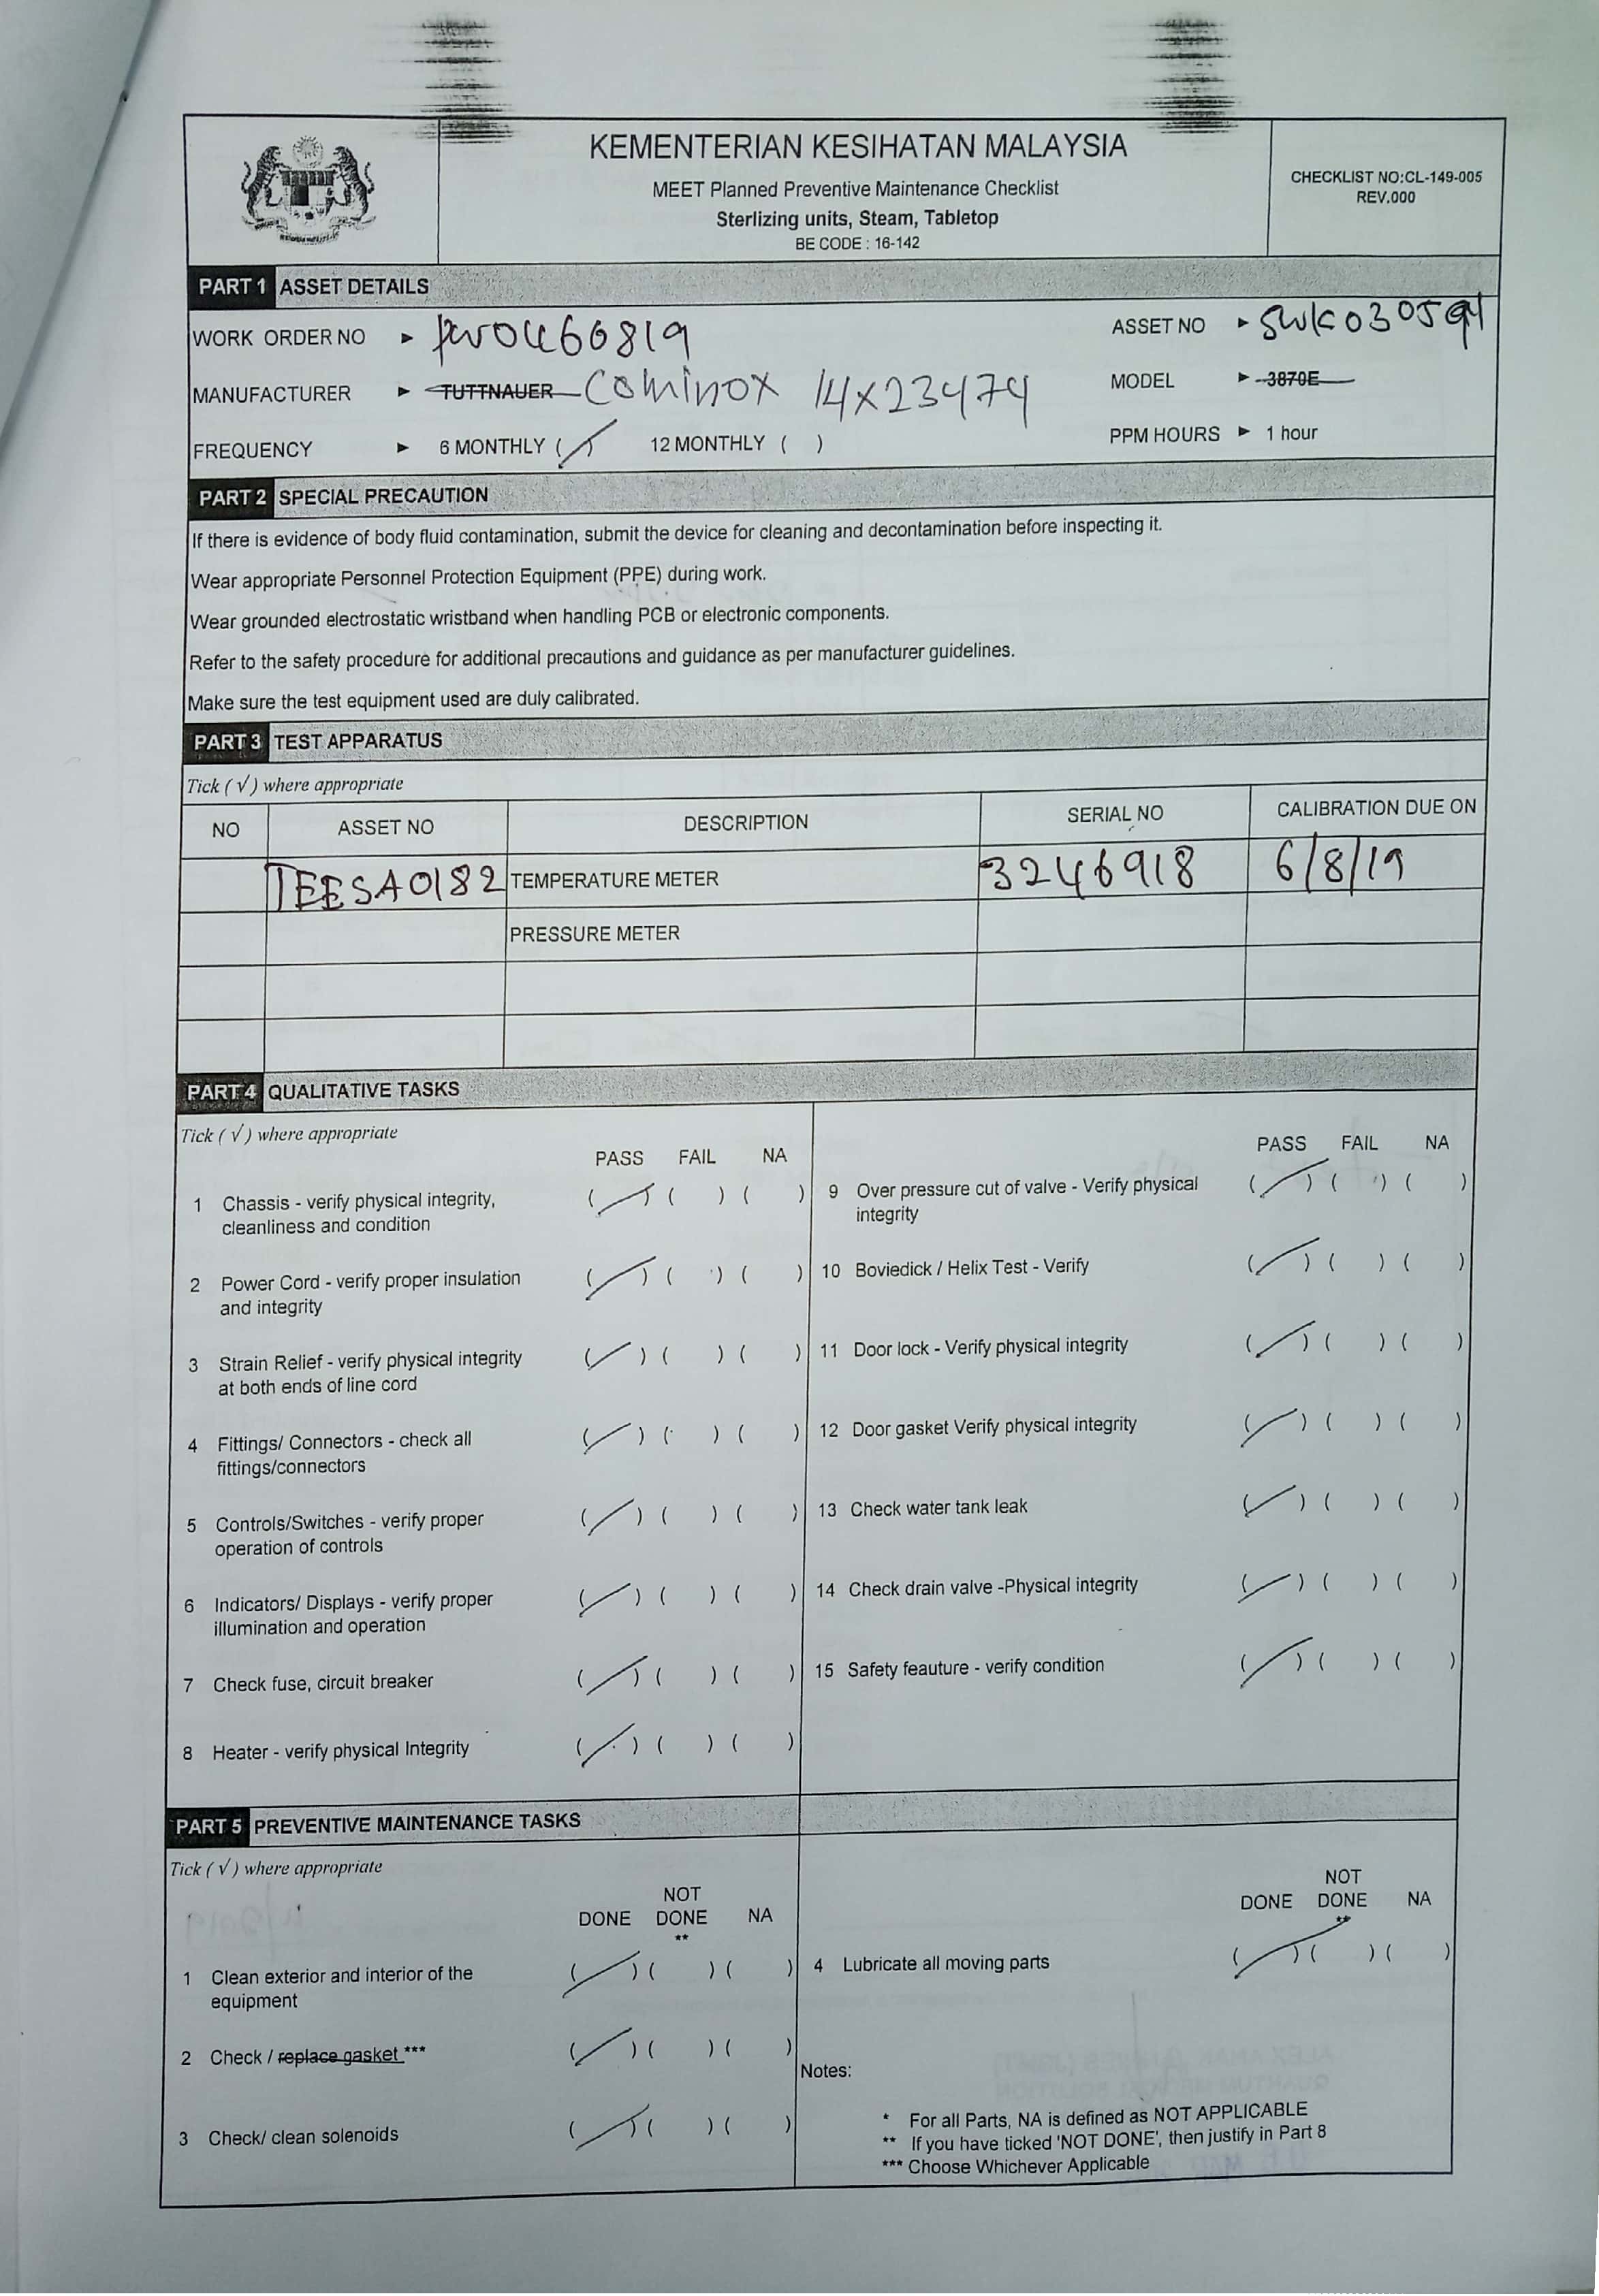 KEMENTERIAN KESIHATAN MALAYSIA
MEET Planned Preventive Maintenance Checklist
Sterlizing units, Steam, Tabletop
BE CODE : 16-142
CHECKLIST NO:CL-149-005
REV.000
PART 1 ASSET DETAILS
WORK ORDER NO ► PW0466819
ASSET NO ► SWK030591
MANUFACTURER ► TUTTNAUER Cominox 14x23474
MODEL ► 3870E
FREQUENCY ► 6 MONTHLY (/) 12 MONTHLY ( )
PPM HOURS ► 1 hour
PART 2 SPECIAL PRECAUTION
If there is evidence of body fluid contamination, submit the device for cleaning and decontamination before inspecting it.
Wear appropriate Personnel Protection Equipment (PPE) during work.
Wear grounded electrostatic wristband when handling PCB or electronic components.
Refer to the safety procedure for additional precautions and guidance as per manufacturer guidelines.
Make sure the test equipment used are duly calibrated.
PART 3 TEST APPARATUS
Tick (√) where appropriate
NO ASSET NO DESCRIPTION SERIAL NO CALIBRATION DUE ON
TEESA0182 TEMPERATURE METER 3246918 6/8/19
PRESSURE METER
PART 4 QUALITATIVE TASKS
Tick (√) where appropriate
PASS FAIL NA
1 Chassis - verify physical integrity, (/) ( ) ( )
cleanliness and condition
2 Power Cord - verify proper insulation (/) ( ) ( )
and integrity
3 Strain Relief - verify physical integrity (/) ( ) ( )
at both ends of line cord
4 Fittings/ Connectors - check all (/) ( ) ( )
fittings/connectors
5 Controls/Switches - verify proper (/) ( ) ( )
operation of controls
6 Indicators/ Displays - verify proper (/) ( ) ( )
illumination and operation
7 Check fuse, circuit breaker (/) ( ) ( )
8 Heater - verify physical Integrity (/) ( ) ( )
PASS FAIL NA
9 Over pressure cut of valve - Verify physical (/) ( ) ( )
integrity
10 Boviedick / Helix Test - Verify (/) ( ) ( )
11 Door lock - Verify physical integrity (/) ( ) ( )
12 Door gasket Verify physical integrity (/) ( ) ( )
13 Check water tank leak (/) ( ) ( )
14 Check drain valve -Physical integrity (/) ( ) ( )
15 Safety feauture - verify condition (/) ( ) ( )
PART 5 PREVENTIVE MAINTENANCE TASKS
Tick (√) where appropriate
NOT
DONE DONE NA
**
1 Clean exterior and interior of the (/) ( ) ( )
equipment
2 Check / replace gasket *** (/) ( ) ( )
3 Check/ clean solenoids (/) ( ) ( )
NOT
DONE DONE NA
**
4 Lubricate all moving parts (/) ( ) ( )
Notes:
* For all Parts, NA is defined as NOT APPLICABLE
** If you have ticked 'NOT DONE', then justify in Part 8
*** Choose Whichever Applicable